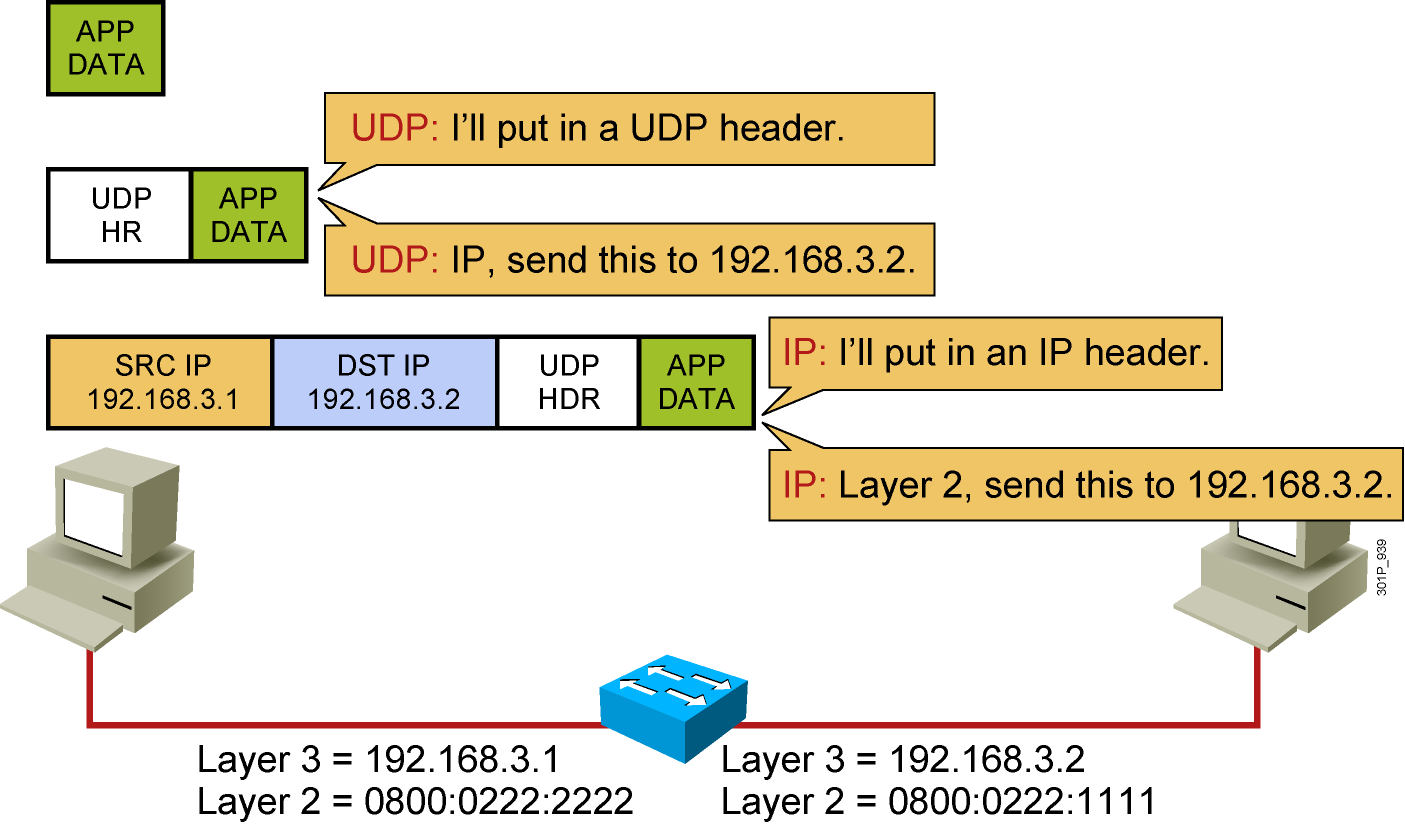 APP
DATA
UDP: I’ll put in a UDP header.
UDP
HR
APP
DATA
UDP: IP, send this to 192.168.3.2.
SRC IP
192.168.3.1
DST IP
192.168.3.2
UDP
HDR
APP
DATA
IP: I’ll put in an IP header.
IP: Layer 2, send this to 192.168.3.2.
301P_939
Layer 3 = 192.168.3.1
Layer 2 = 0800:0222:2222
Layer 3 = 192.168.3.2
Layer 2 = 0800:0222:1111